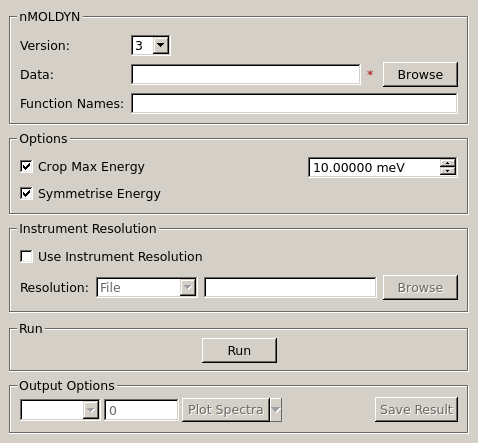 nMOLDYN
Version: 3
Data: * Browse
Function Names:
Options
Crop Max Energy 10.00000 meV
Symmetrise Energy
Instrument Resolution
Use Instrument Resolution
Resolution: File Browse
Run
Run
Output Options
0 Plot Spectra Save Result